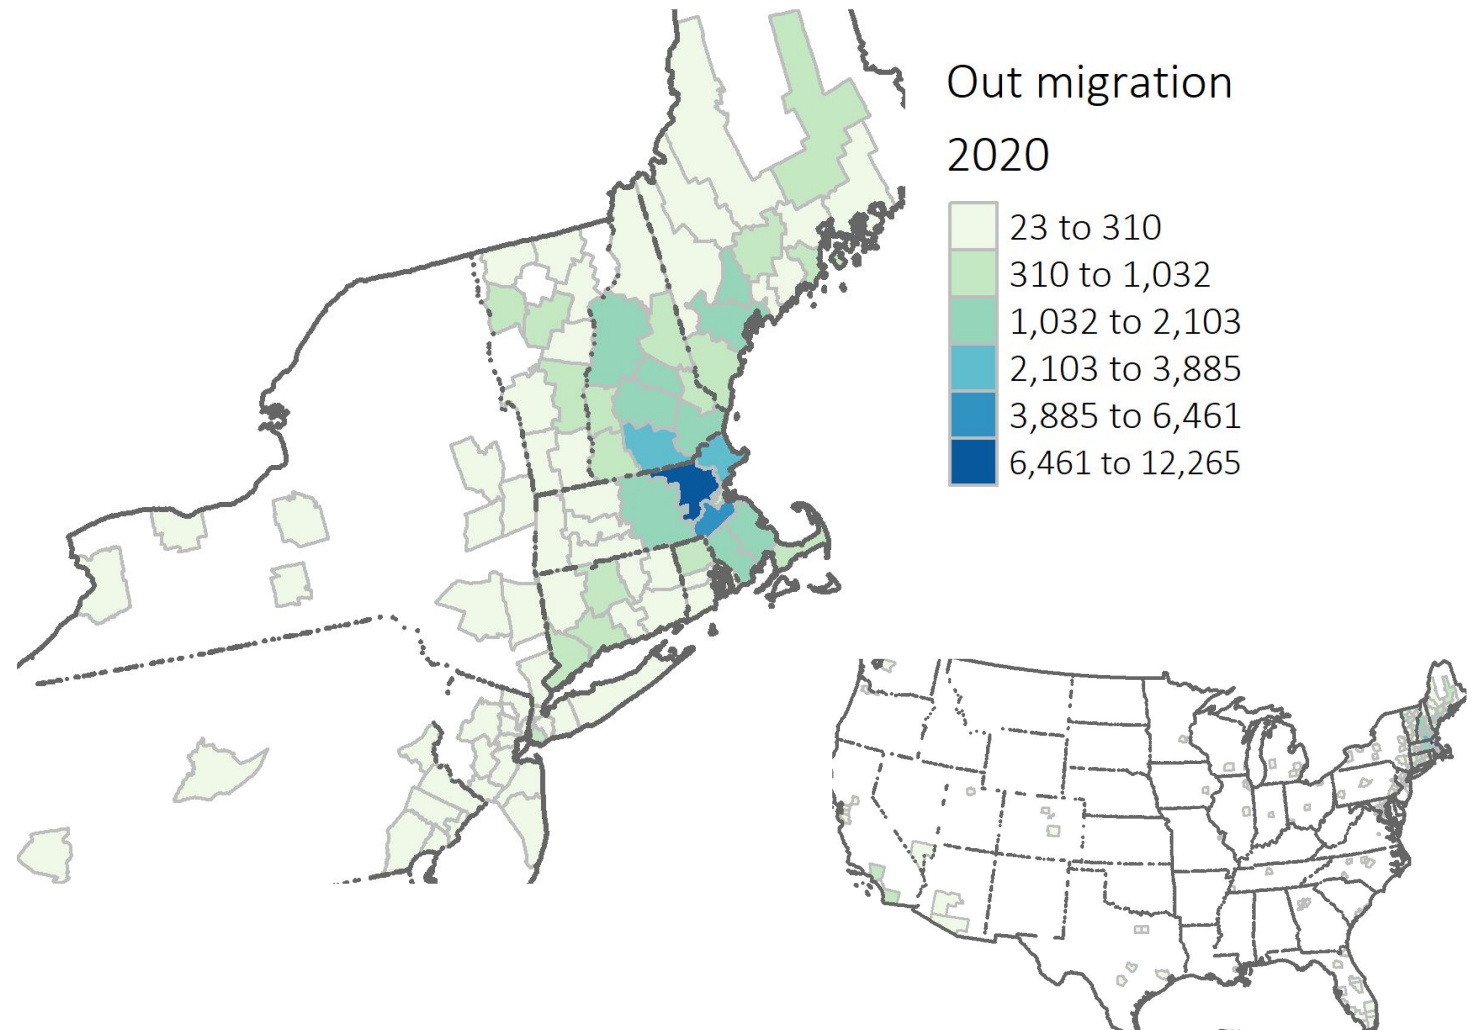 Out migration
2020
23 to 310
310 to 1,032
1,032 to 2,103
2,103 to 3,885
3,885 to 6,461
6,461 to 12,265